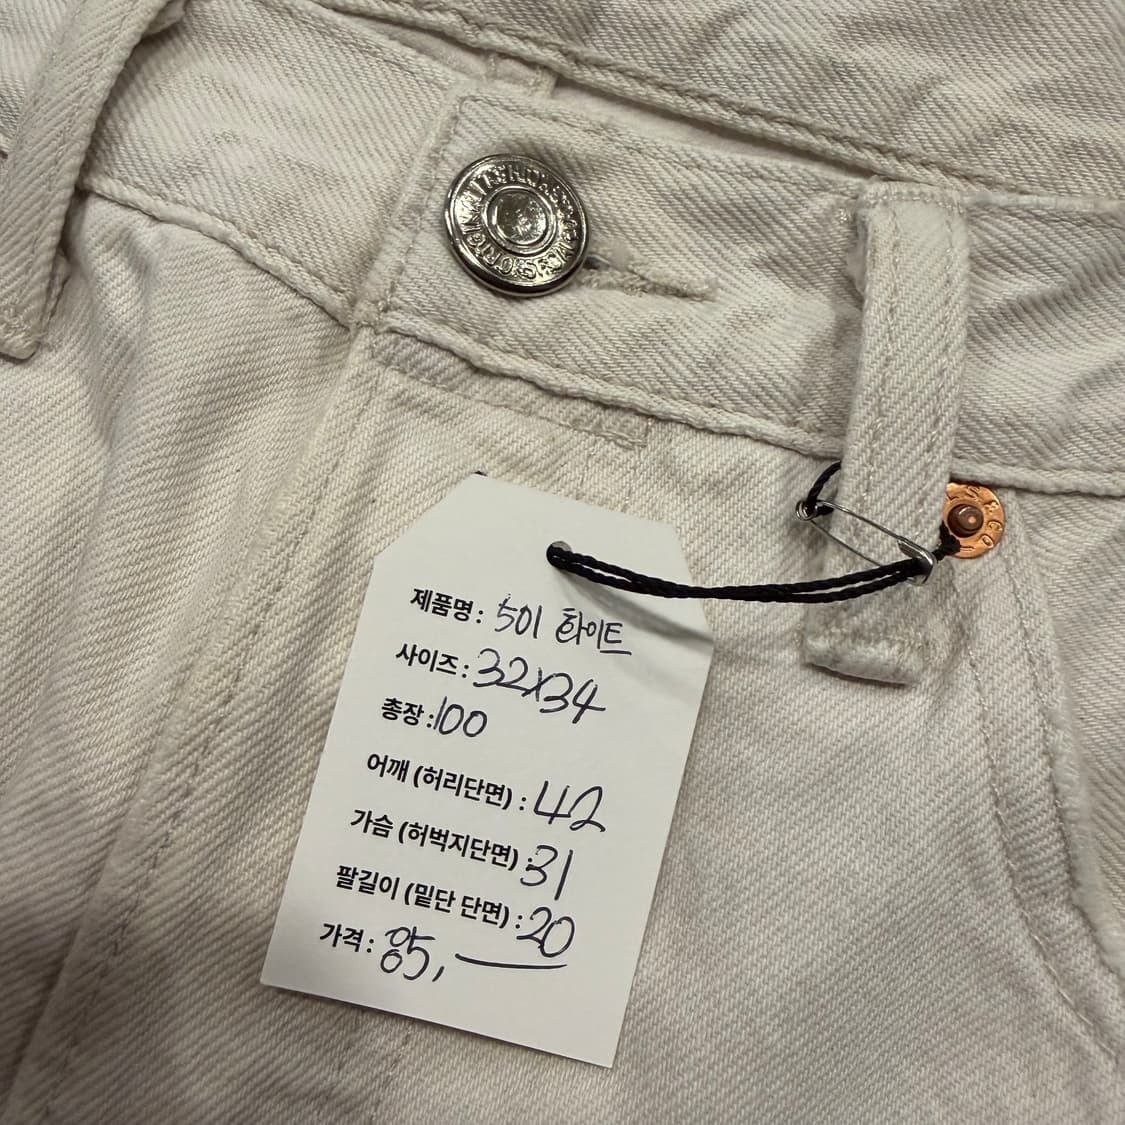 제품명: 501 화이트
사이즈: 32x34
총장: 100
어깨 (허리단면) : 42
가슴 (허벅지단면) : 31
팔길이 (밑단 단면) : 20
가격: 85,
& CO